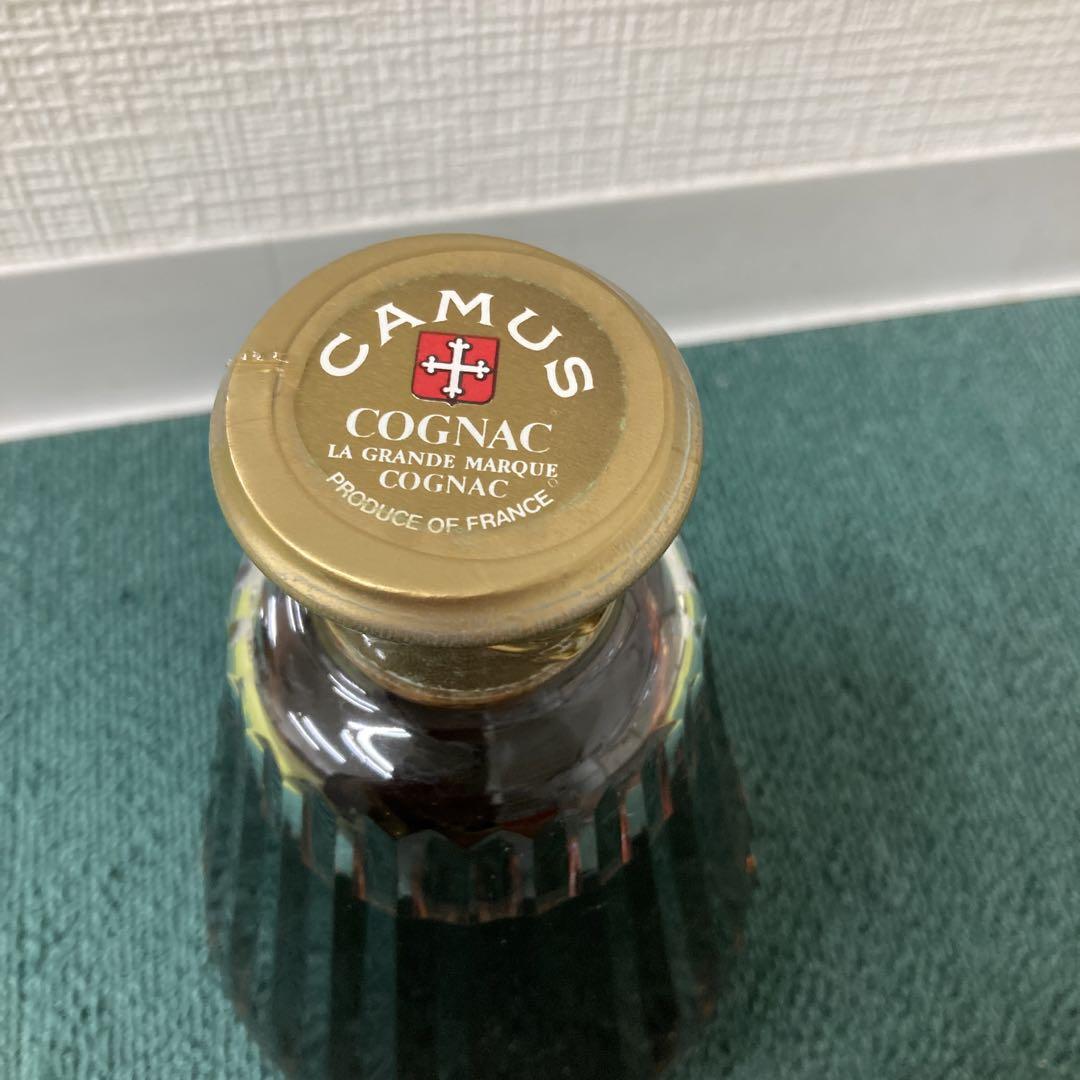 CAMUS
COGNAC
LA GRANDE MARQUE
COGNAC
PRODUCE OF FRANCE